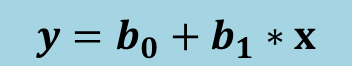 y = b₀ + b₁ * x